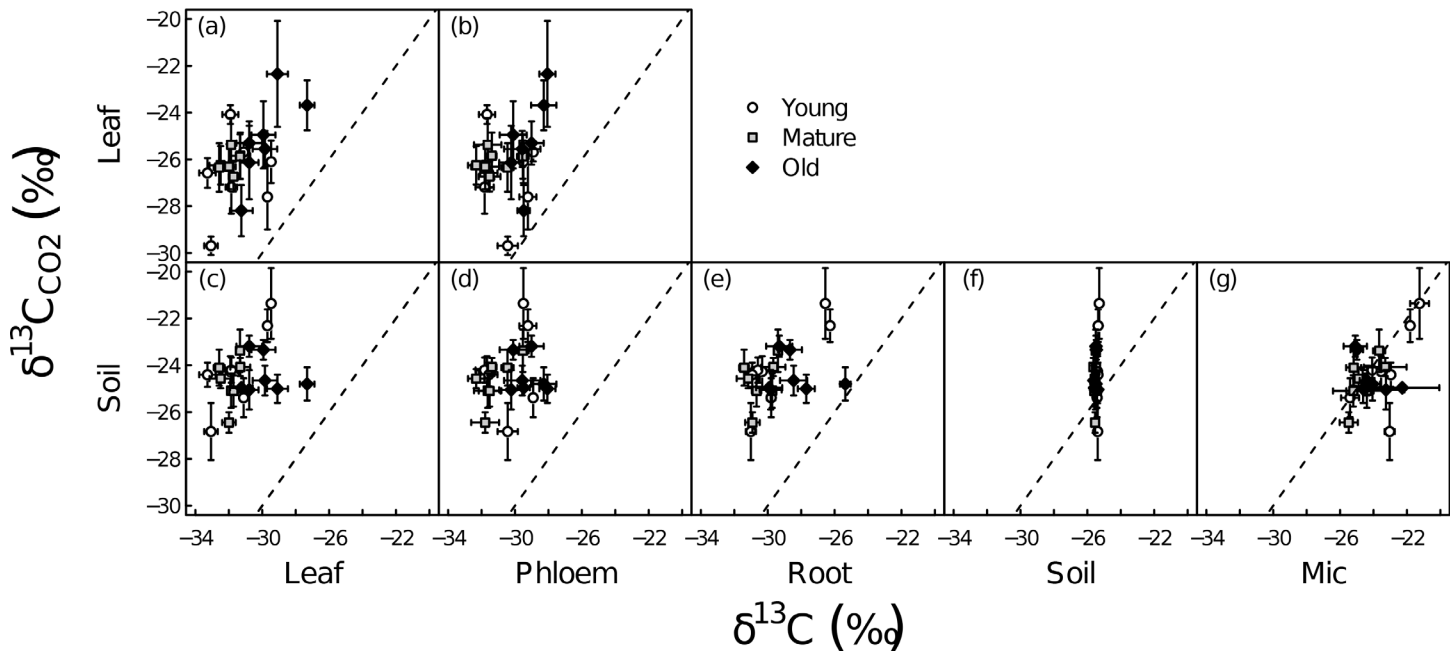 δ13CCO2 (‰)
Leaf
−20
−22
−24
−26
−28
−30
(a)
(b)
Young
Mature
Old
Soil
−20
−22
−24
−26
−28
−30
(c)
(d)
(e)
(f)
(g)
−34 −30 −26 −22 −34 −30 −26 −22 −34 −30 −26 −22 −34 −30 −26 −22 −34 −30 −26 −22
Leaf Phloem Root Soil Mic
δ13C (‰)